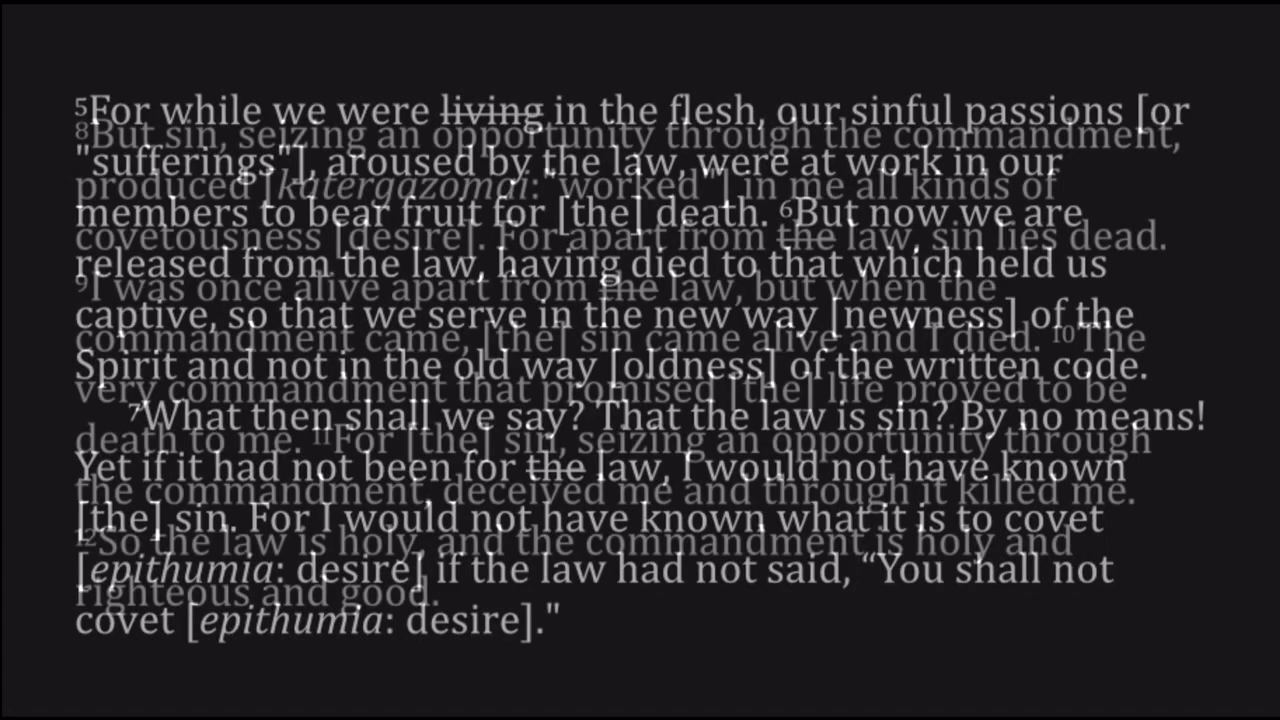 ⁵For while we were living in the flesh, our sinful passions [or
"sufferings"], aroused by the law, were at work in our
members to bear fruit for [the] death. ⁶But now we are
released from the law, having died to that which held us
captive, so that we serve in the new way [newness] of the
Spirit and not in the old way [oldness] of the written code.
⁷What then shall we say? That the law is sin? By no means!
Yet if it had not been for the law, I would not have known
[the] sin. For I would not have known what it is to covet
[epithumia: desire] if the law had not said, “You shall not
covet [epithumia: desire]."
⁸But sin, seizing an opportunity through the commandment,
produced [katergazomai: "worked"] in me all kinds of
covetousness [desire]. For apart from the law, sin lies dead.
⁹I was once alive apart from the law, but when the
commandment came, [the] sin came alive and I died. ¹⁰The
very commandment that promised [the] life proved to be
death to me. ¹¹For [the] sin, seizing an opportunity through
the commandment, deceived me and through it killed me.
¹²So the law is holy, and the commandment is holy and
righteous and good.